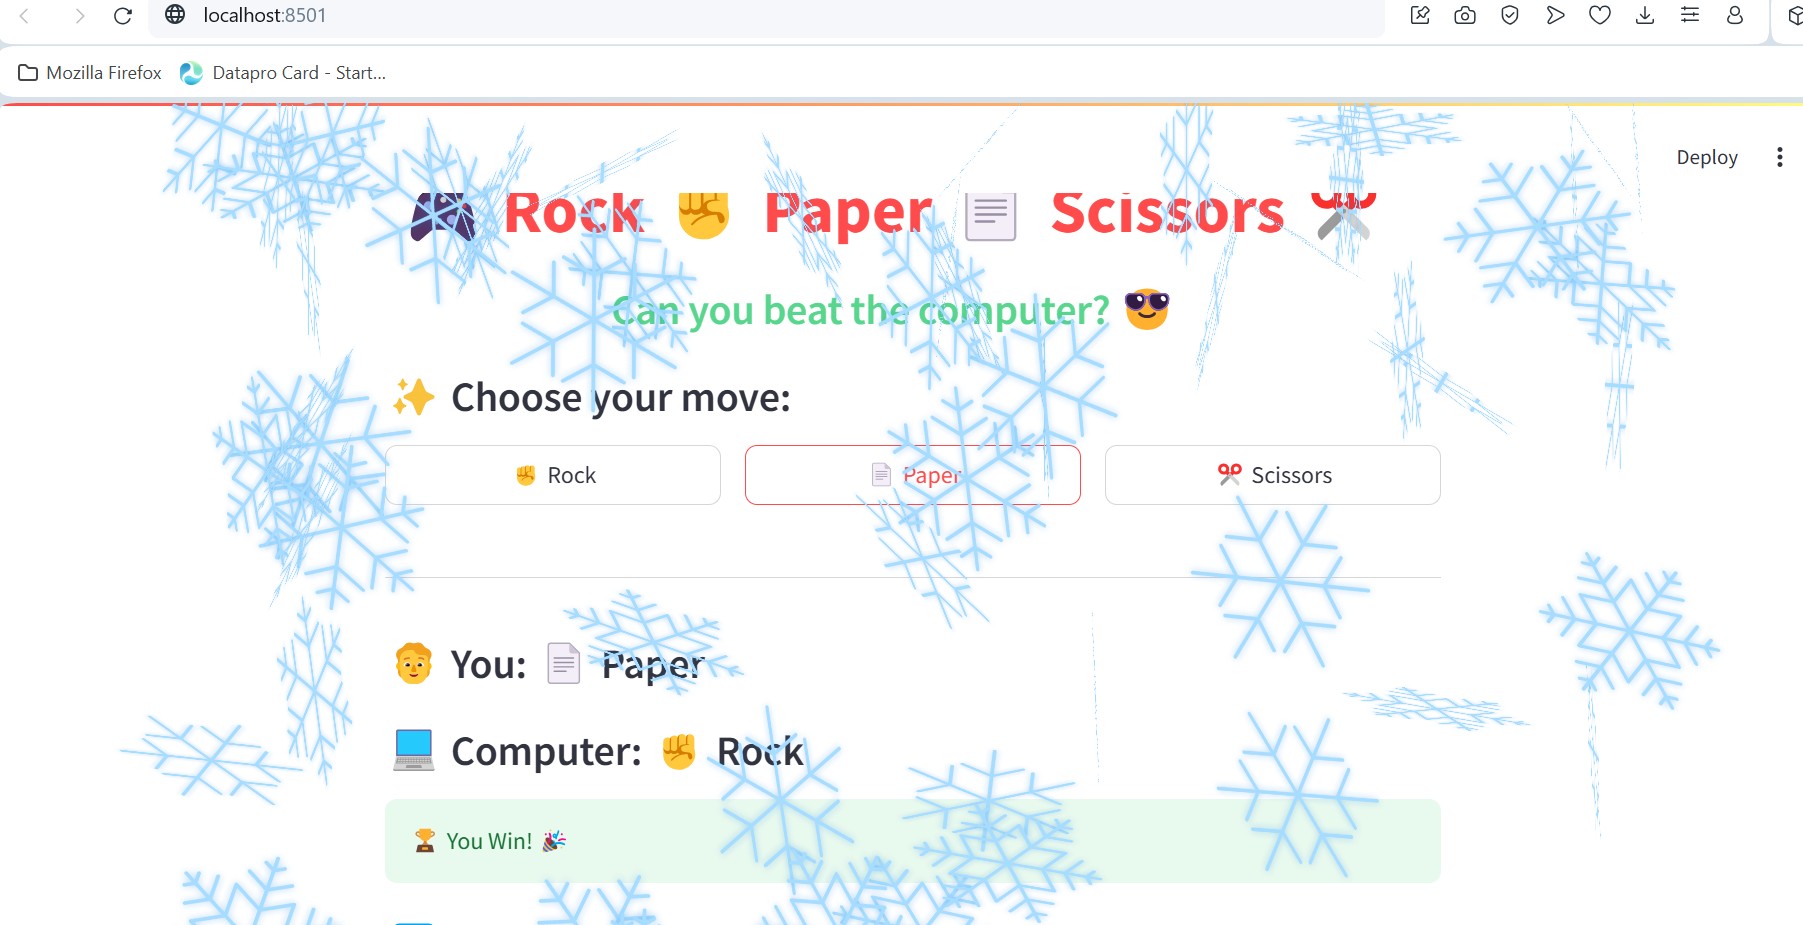 localhost:8501
Mozilla Firefox Datapro Card - Start...
Deploy
🎮 Rock ✊ Paper 📄 Scissors ✂️
Can you beat the computer? 😎
✨ Choose your move:
✊ Rock 📄 Paper ✂️ Scissors
🧑 You: 📄 Paper
💻 Computer: ✊ Rock
🏆 You Win! 🎉